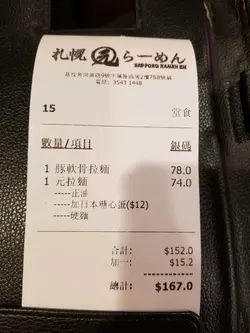 札幌 元 らーめん
SAPPORO RAMEN EN
電話: 3543 1448
15 堂食
數量/項目 銀碼
1 豚軟骨拉麵 78.0
1 元拉麵 74.0
-----正油
-----加日本糖心蛋($12)
-----硬麵
合計: $152.0
加一: $15.2
總計: $167.0